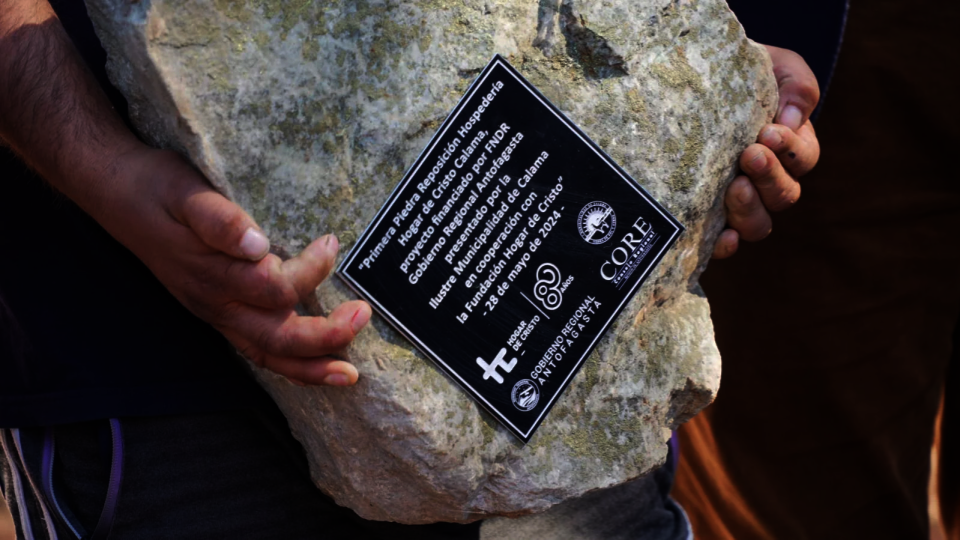 "Primera Piedra Reposición Hospedería
Hogar de Cristo Calama,
proyecto financiado por FNDR
Gobierno Regional Antofagasta
presentado por la
Ilustre Municipalidad de Calama
en cooperación con
la Fundación Hogar de Cristo"
- 28 de mayo de 2024 -
HOGAR
DE CRISTO
80
AÑOS
CORE
Consejo Regional
GOBIERNO REGIONAL
ANTOFAGASTA